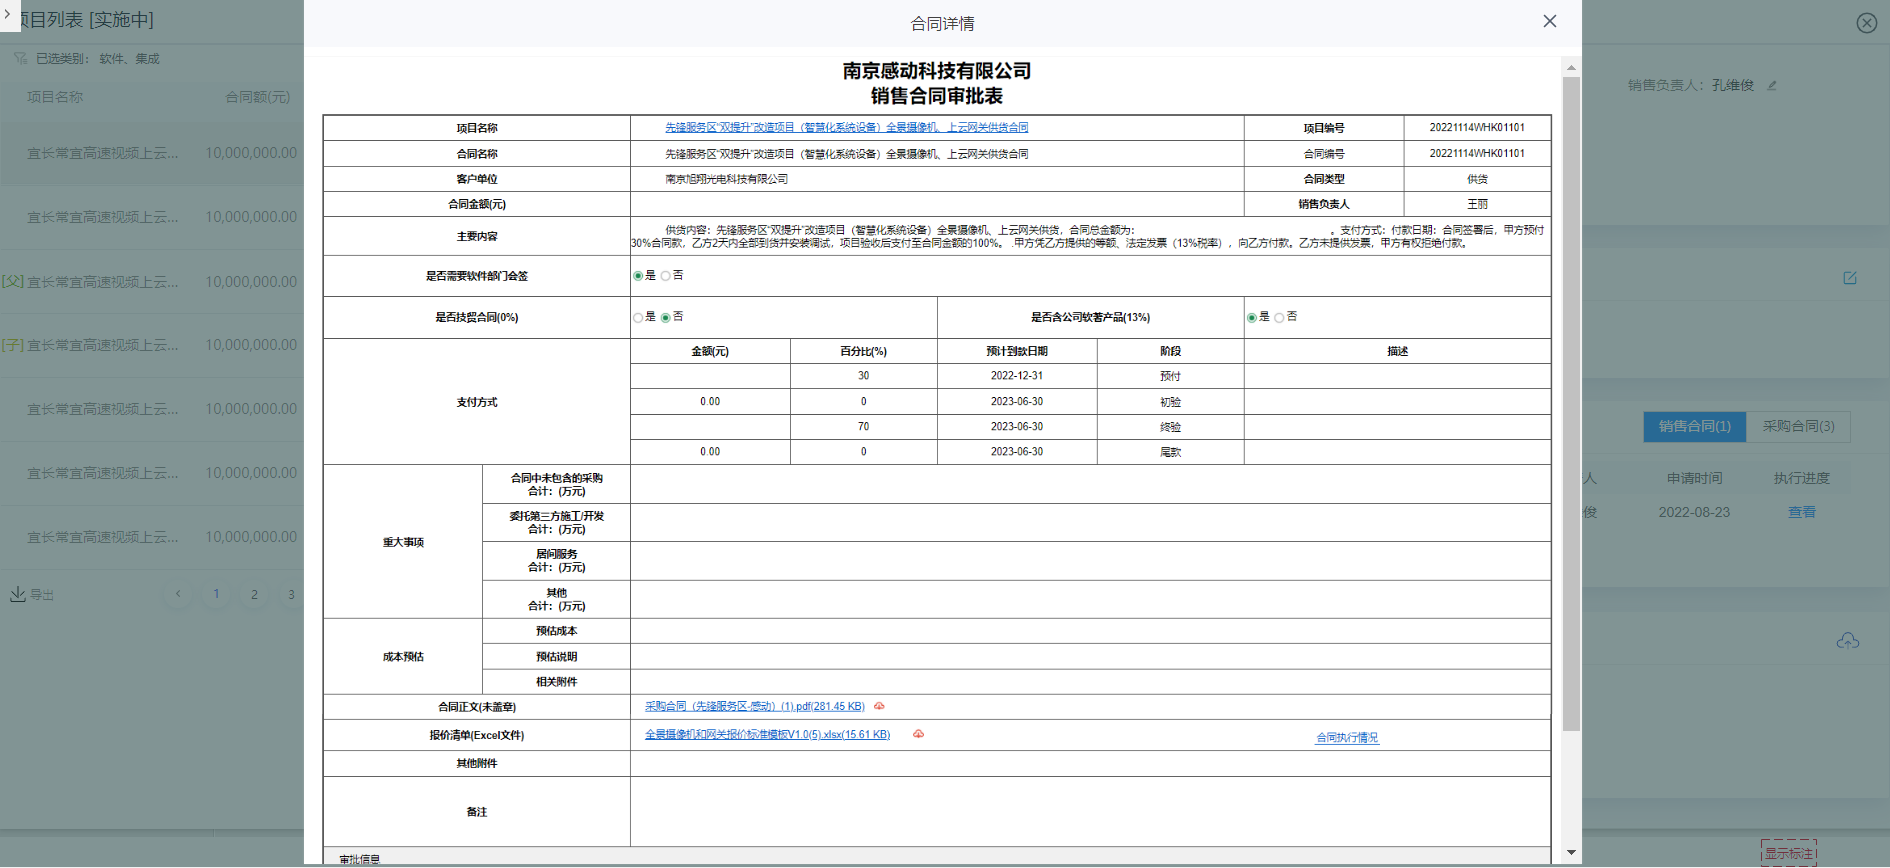 项目列表 [实施中]
已选类别： 软件、集成
项目名称 合同额(元)
宜长常宜高速视频上云... 10,000,000.00
宜长常宜高速视频上云... 10,000,000.00
[父] 宜长常宜高速视频上云... 10,000,000.00
[子] 宜长常宜高速视频上云... 10,000,000.00
宜长常宜高速视频上云... 10,000,000.00
宜长常宜高速视频上云... 10,000,000.00
宜长常宜高速视频上云... 10,000,000.00
导出 1 2 3
合同详情
南京感动科技有限公司
销售合同审批表
项目名称 先锋服务区“双提升”改造项目（智慧化系统设备）全景摄像机、上云网关供货合同 项目编号 20221114WHK01101
合同名称 先锋服务区“双提升”改造项目（智慧化系统设备）全景摄像机、上云网关供货合同 合同编号 20221114WHK01101
客户单位 南京旭翔光电科技有限公司 合同类型 供货
合同金额(元) 销售负责人 王丽
主要内容 供货内容：先锋服务区“双提升”改造项目（智慧化系统设备）全景摄像机、上云网关供货，合同总金额为： 。支付方式：付款日期：合同签署后，甲方预付
30%合同款，乙方2天内全部到货并安装调试，项目验收后支付至合同金额的100%。 .甲方凭乙方提供的等额、法定发票（13%税率），向乙方付款。乙方未提供发票，甲方有权拒绝付款。
是否需要软件部门会签 是 否
是否技贸合同(0%) 是 否 是否含公司软著产品(13%) 是 否
支付方式
金额(元) 百分比(%) 预计到款日期 阶段 描述
30 2022-12-31 预付
0.00 0 2023-06-30 初验
70 2023-06-30 终验
0.00 0 2023-06-30 尾款
重大事项
合同中未包含的采购
合计：(万元)
委托第三方施工/开发
合计：(万元)
居间服务
合计：(万元)
其他
合计：(万元)
成本预估
预估成本
预估说明
相关附件
合同正文(未盖章) 采购合同（先锋服务区-感动）(1).pdf(281.45 KB)
报价清单(Excel文件) 全景摄像机和网关报价标准模板V1.0(5).xlsx(15.61 KB) 合同执行情况
其他附件
备注
审批信息
销售负责人： 孔维俊
销售合同(1) 采购合同(3)
人 申请时间 执行进度
俊 2022-08-23 查看
显示标注